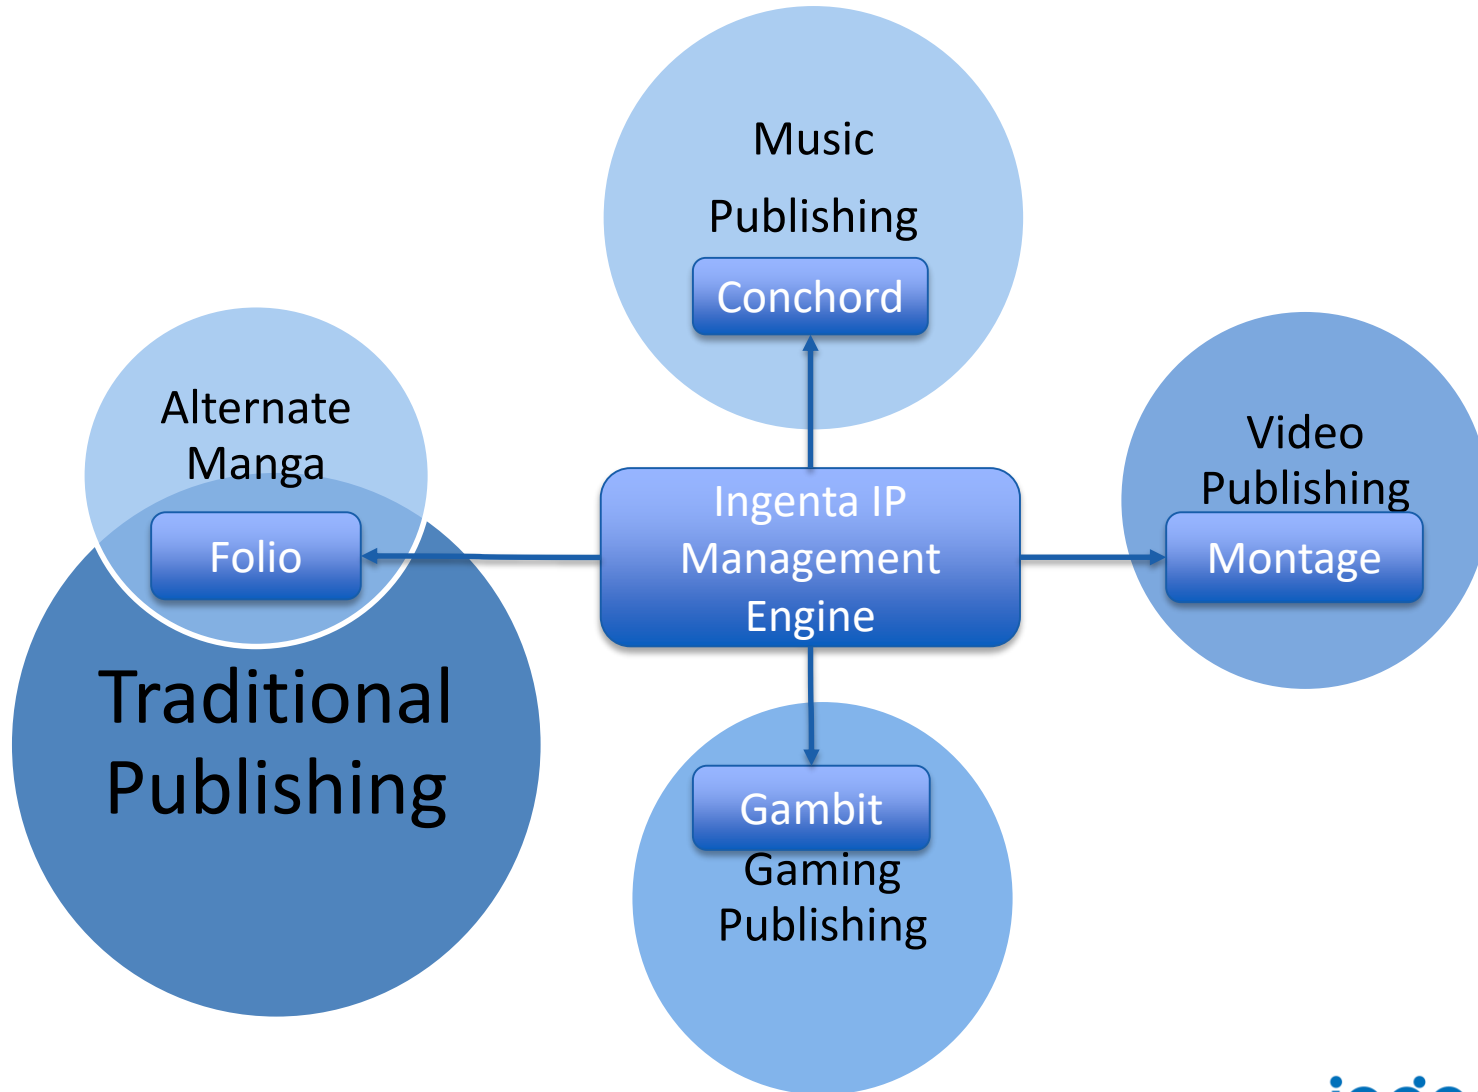 Music
Publishing
Conchord
Alternate
Manga
Folio
Traditional
Publishing
Ingenta IP
Management
Engine
Video
Publishing
Montage
Gambit
Gaming
Publishing